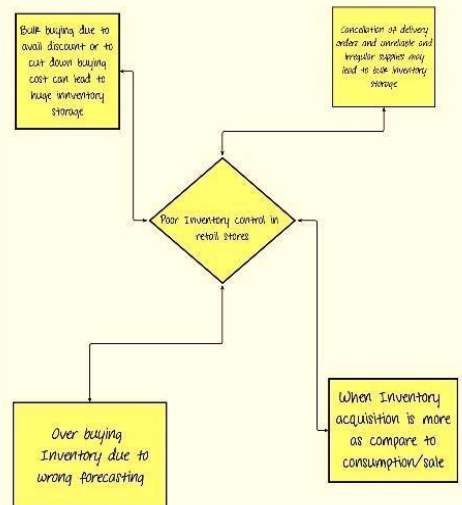 Bulk buying due to
avail discount or to
cut down buying
cost can lead to
huge innventory
storage
Cancelation of delivery
orders and unreliable and
irregular supplies may
lead to bulk inventory
storage
Poor Inventory control in
retail stores
Over buying
Inventory due to
wrong forecasting
When Inventory
acquisition is more
as compare to
consumption/sale